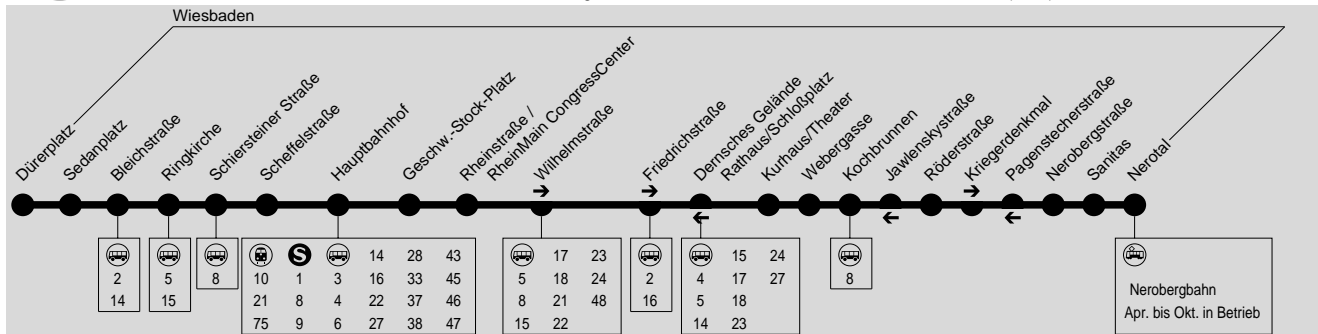 Wiesbaden
Dürerplatz
Sedanplatz
Bleichstraße
Ringkirche
Schiersteiner Straße
Scheffelstraße
Hauptbahnhof
Geschw.-Stock-Platz
Rheinstraße /
RheinMain CongressCenter
Wilhelmstraße
Friedrichstraße
Dernsches Gelände
Rathaus/Schloßplatz
Kurhaus/Theater
Webergasse
Kochbrunnen
Jawlenskystraße
Röderstraße
Kriegerdenkmal
Pagenstecherstraße
Nerobergstraße
Sanitas
Nerotal
2
14
5
15
8
S 14 28 43
10 1 3 16 33 45
21 8 4 22 37 46
75 9 6 27 38 47
17 23
5 18 24
8 21 48
15 22
2
16
15 24
4 17 27
5 18
14 23
8
Nerobergbahn
Apr. bis Okt. in Betrieb